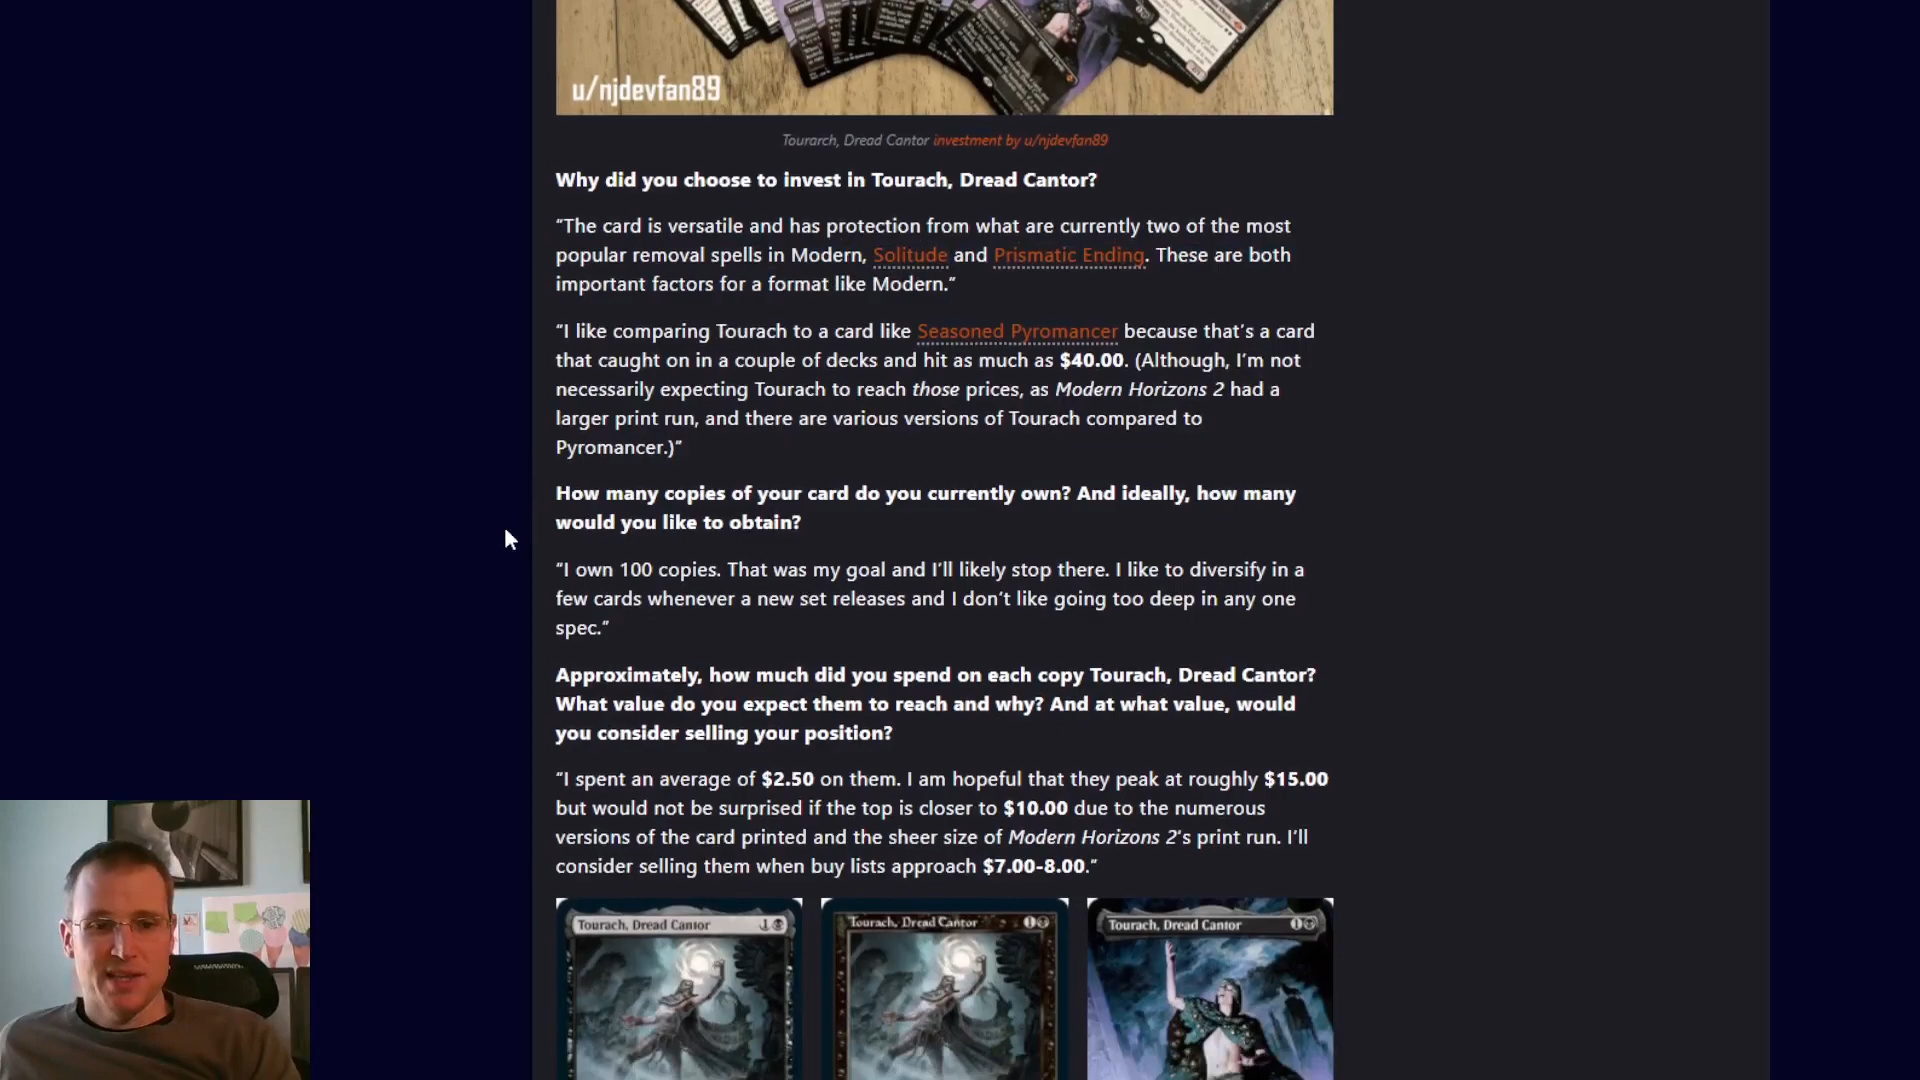 u/njdevfan89
Tourarch, Dread Cantor investment by u/njdevfan89
Why did you choose to invest in Tourach, Dread Cantor?
“The card is versatile and has protection from what are currently two of the most
popular removal spells in Modern, Solitude and Prismatic Ending. These are both
important factors for a format like Modern.”
“I like comparing Tourach to a card like Seasoned Pyromancer because that’s a card
that caught on in a couple of decks and hit as much as $40.00. (Although, I’m not
necessarily expecting Tourach to reach those prices, as Modern Horizons 2 had a
larger print run, and there are various versions of Tourach compared to
Pyromancer.)”
How many copies of your card do you currently own? And ideally, how many
would you like to obtain?
“I own 100 copies. That was my goal and I’ll likely stop there. I like to diversify in a
few cards whenever a new set releases and I don’t like going too deep in any one
spec.”
Approximately, how much did you spend on each copy Tourach, Dread Cantor?
What value do you expect them to reach and why? And at what value, would
you consider selling your position?
“I spent an average of $2.50 on them. I am hopeful that they peak at roughly $15.00
but would not be surprised if the top is closer to $10.00 due to the numerous
versions of the card printed and the sheer size of Modern Horizons 2’s print run. I’ll
consider selling them when buy lists approach $7.00-8.00.”
Tourach, Dread Cantor 1
Tourach, Dread Cantor 1
Tourach, Dread Cantor 1